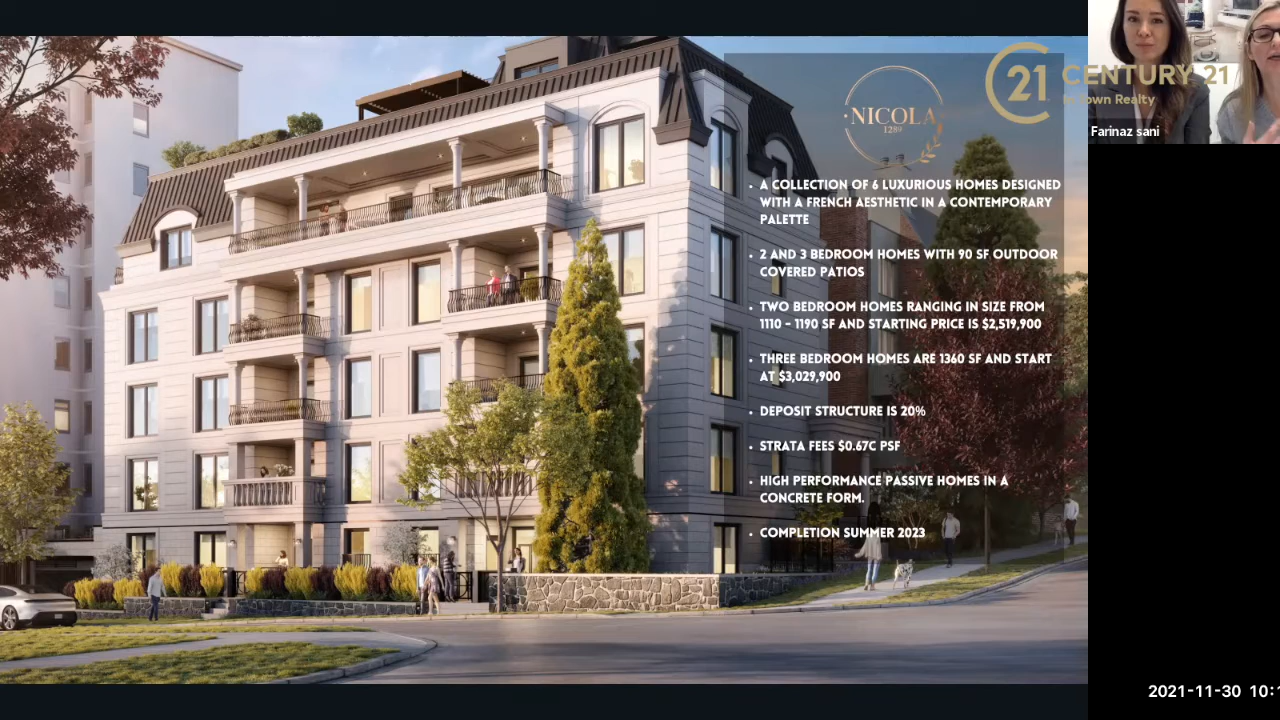 21 CENTURY 21
Town Realty
Farinaz sani
NICOLA
1280
• A COLLECTION OF 6 LUXURIOUS HOMES DESIGNED
WITH A FRENCH AESTHETIC IN A CONTEMPORARY
PALETTE
• 2 AND 3 BEDROOM HOMES WITH 90 SF OUTDOOR
COVERED PATIOS
• TWO BEDROOM HOMES RANGING IN SIZE FROM
1110 - 1190 SF AND STARTING PRICE IS $2,519,900
• THREE BEDROOM HOMES ARE 1360 SF AND START
AT $3,029,900
• DEPOSIT STRUCTURE IS 20%
• STRATA FEES $0.67C PSF
• HIGH PERFORMANCE PASSIVE HOMES IN A
CONCRETE FORM.
• COMPLETION SUMMER 2023
2021-11-30 10: